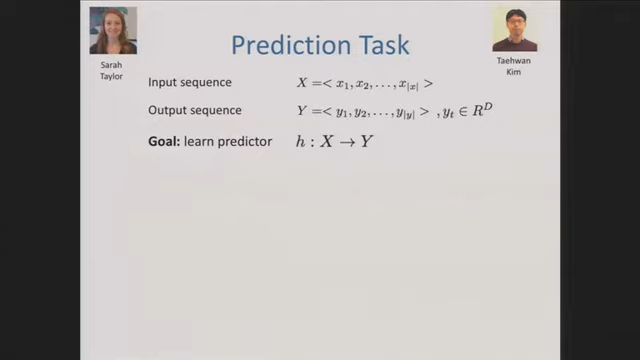 Prediction Task
Sarah
Taylor
Taehwan
Kim
Input sequence X =< x₁, x₂, . . . , x|x| >
Output sequence Y =< y₁, y₂, . . . , y|y| > , yₜ ∈ R^D
Goal: learn predictor h : X → Y